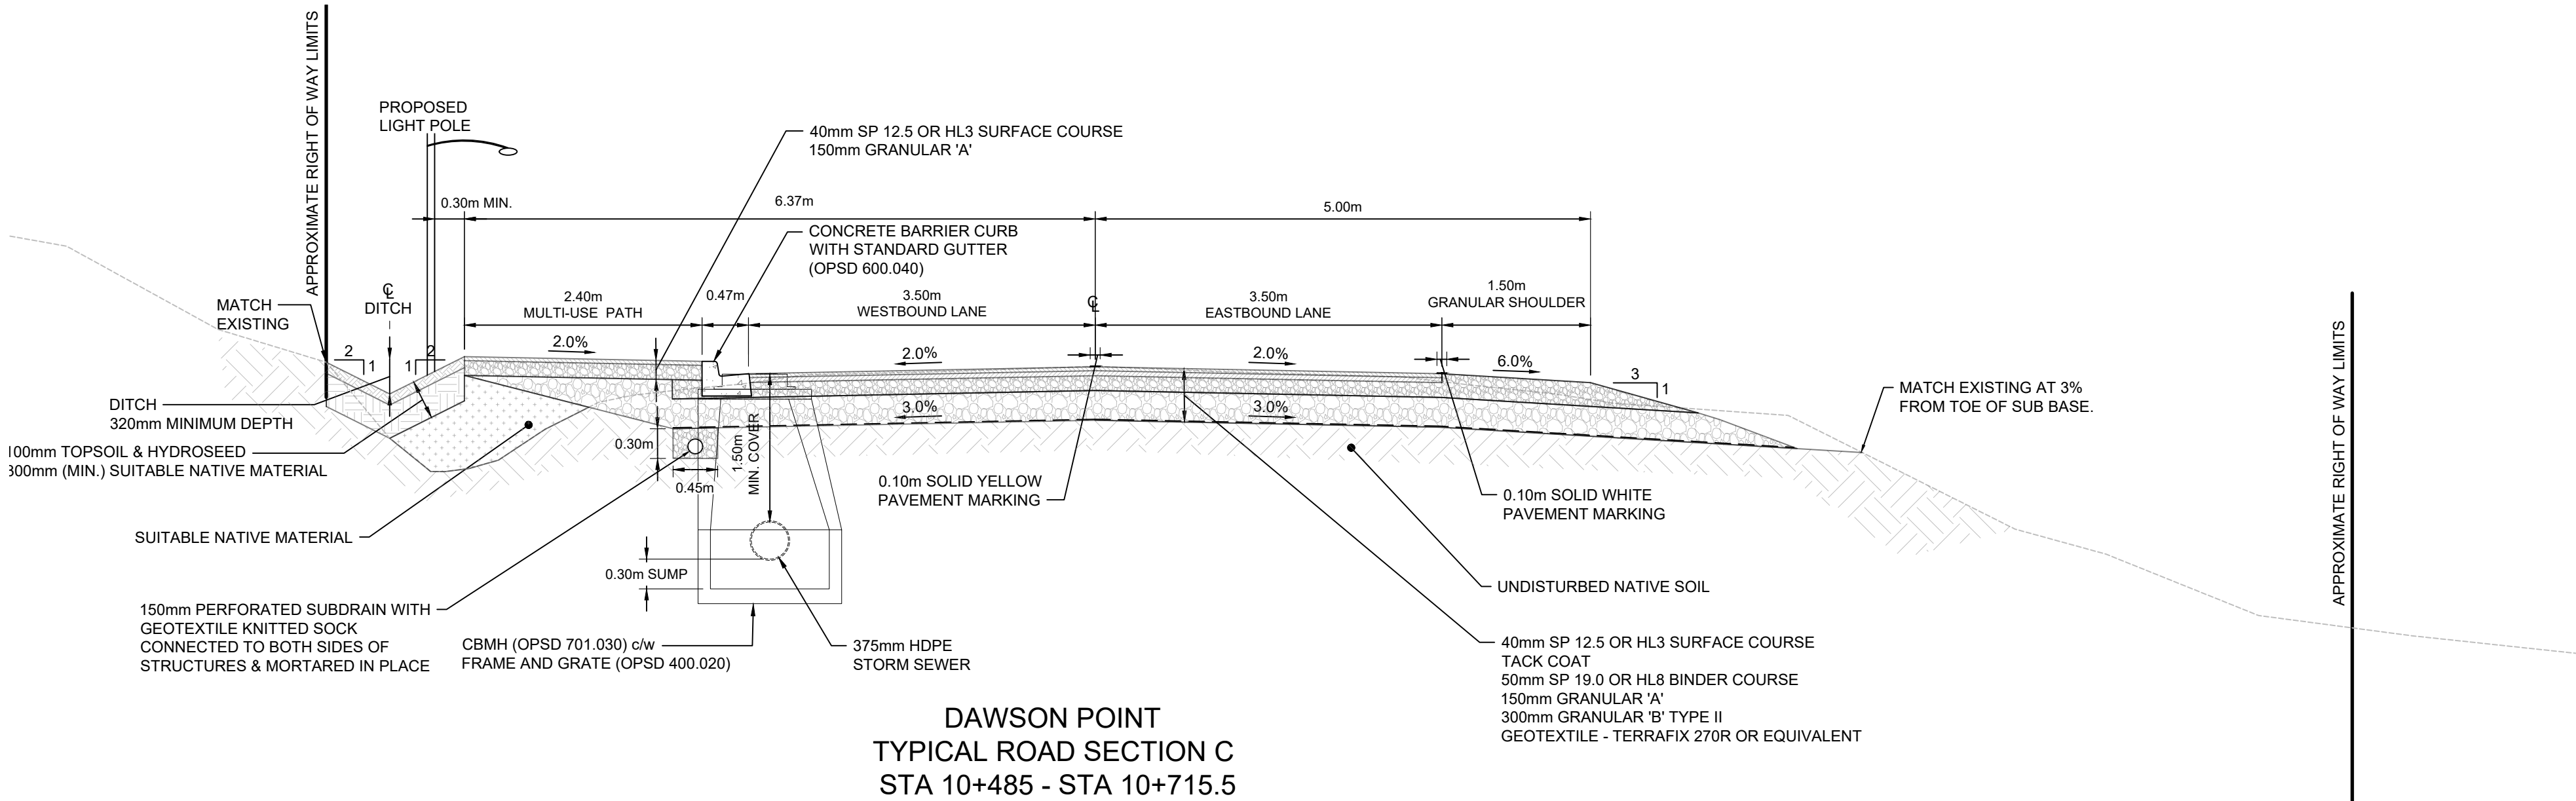 APPROXIMATE RIGHT OF WAY LIMITS
PROPOSED
LIGHT POLE
0.30m MIN.
6.37m
5.00m
40mm SP 12.5 OR HL3 SURFACE COURSE
150mm GRANULAR 'A'
CONCRETE BARRIER CURB
WITH STANDARD GUTTER
(OPSD 600.040)
MATCH
EXISTING
℄
DITCH
2.40m
MULTI-USE PATH
0.47m
3.50m
WESTBOUND LANE
℄
3.50m
EASTBOUND LANE
1.50m
GRANULAR SHOULDER
2
1
2
1
2.0%
2.0%
2.0%
6.0%
3
1
3.0%
3.0%
MATCH EXISTING AT 3%
FROM TOE OF SUB BASE.
DITCH
320mm MINIMUM DEPTH
100mm TOPSOIL & HYDROSEED
300mm (MIN.) SUITABLE NATIVE MATERIAL
0.30m
0.45m
1.50m
MIN. COVER
0.10m SOLID YELLOW
PAVEMENT MARKING
0.10m SOLID WHITE
PAVEMENT MARKING
SUITABLE NATIVE MATERIAL
0.30m SUMP
UNDISTURBED NATIVE SOIL
150mm PERFORATED SUBDRAIN WITH
GEOTEXTILE KNITTED SOCK
CONNECTED TO BOTH SIDES OF
STRUCTURES & MORTARED IN PLACE
CBMH (OPSD 701.030) c/w
FRAME AND GRATE (OPSD 400.020)
375mm HDPE
STORM SEWER
40mm SP 12.5 OR HL3 SURFACE COURSE
TACK COAT
50mm SP 19.0 OR HL8 BINDER COURSE
150mm GRANULAR 'A'
300mm GRANULAR 'B' TYPE II
GEOTEXTILE - TERRAFIX 270R OR EQUIVALENT
APPROXIMATE RIGHT OF WAY LIMITS
DAWSON POINT
TYPICAL ROAD SECTION C
STA 10+485 - STA 10+715.5